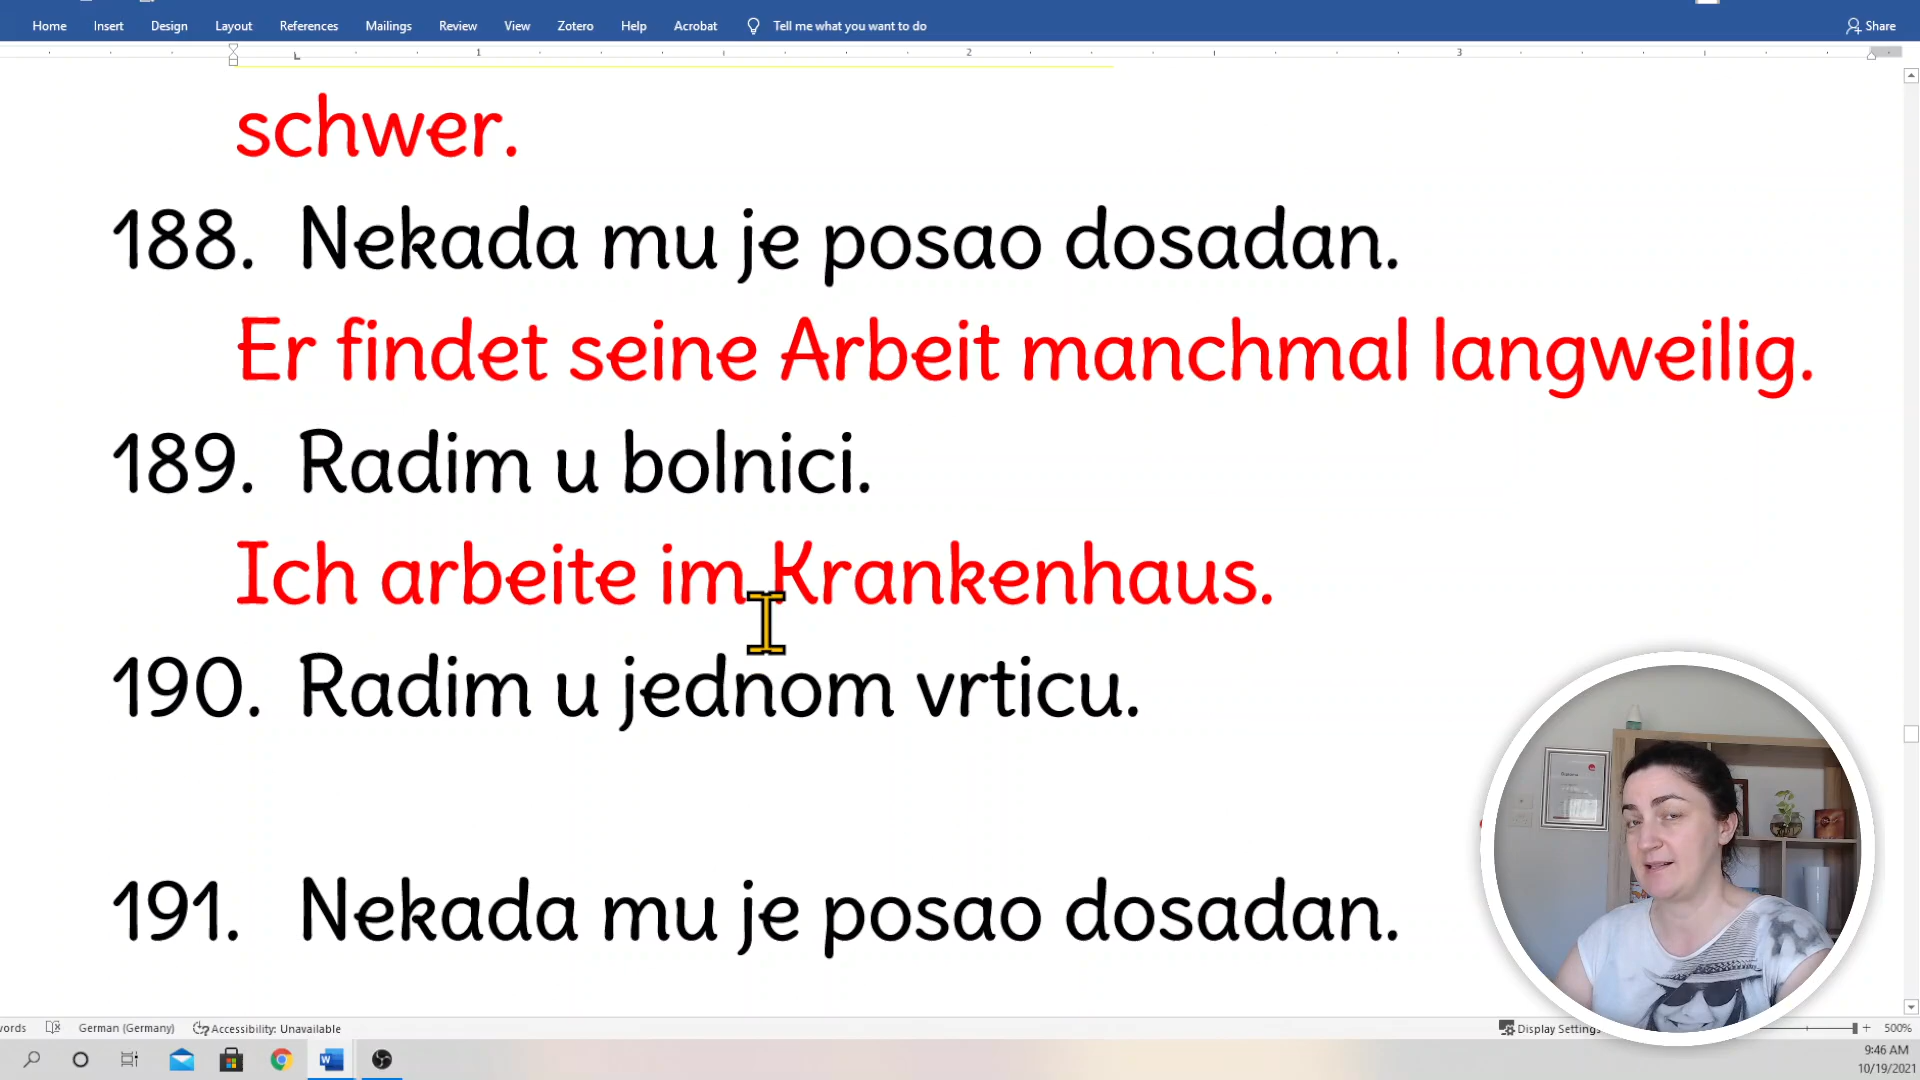 Home Insert Design Layout References Mailings Review View Zotero Help Acrobat Tell me what you want to do Share
1 2 3
schwer.
188. Nekada mu je posao dosadan.
Er findet seine Arbeit manchmal langweilig.
189. Radim u bolnici.
Ich arbeite im Krankenhaus.
190. Radim u jednom vrticu.
191. Nekada mu je posao dosadan.
German (Germany) Accessibility: Unavailable Display Settings 500%
9:46 AM
10/19/2021